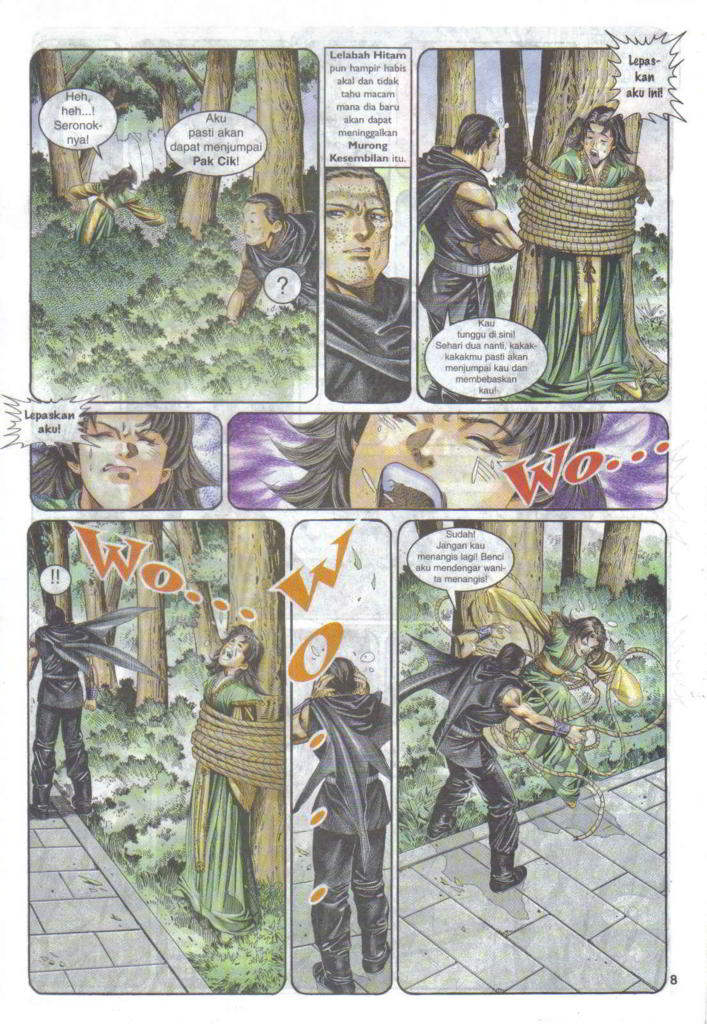 Heh,
heh...!
Seronok-
nya!
Aku
pasti akan
dapat menjumpai
Pak Cik!
?
Lelabah Hitam
pun hampir habis
akal dan tidak
tahu macam
mana dia baru
akan dapat
meninggalkan
Murong
Kesembilan itu.
Lepas-
kan
aku ini!
Kau
tunggu di sini!
Sehari dua nanti, kakak-
kakakmu pasti akan
menjumpai kau dan
membebaskan
kau!
Lepaskan
aku!
WO...
!!
WO...
WO...
Sudah!
Jangan kau
menangis lagi! Benci
aku mendengar wani-
ta menangis!
8